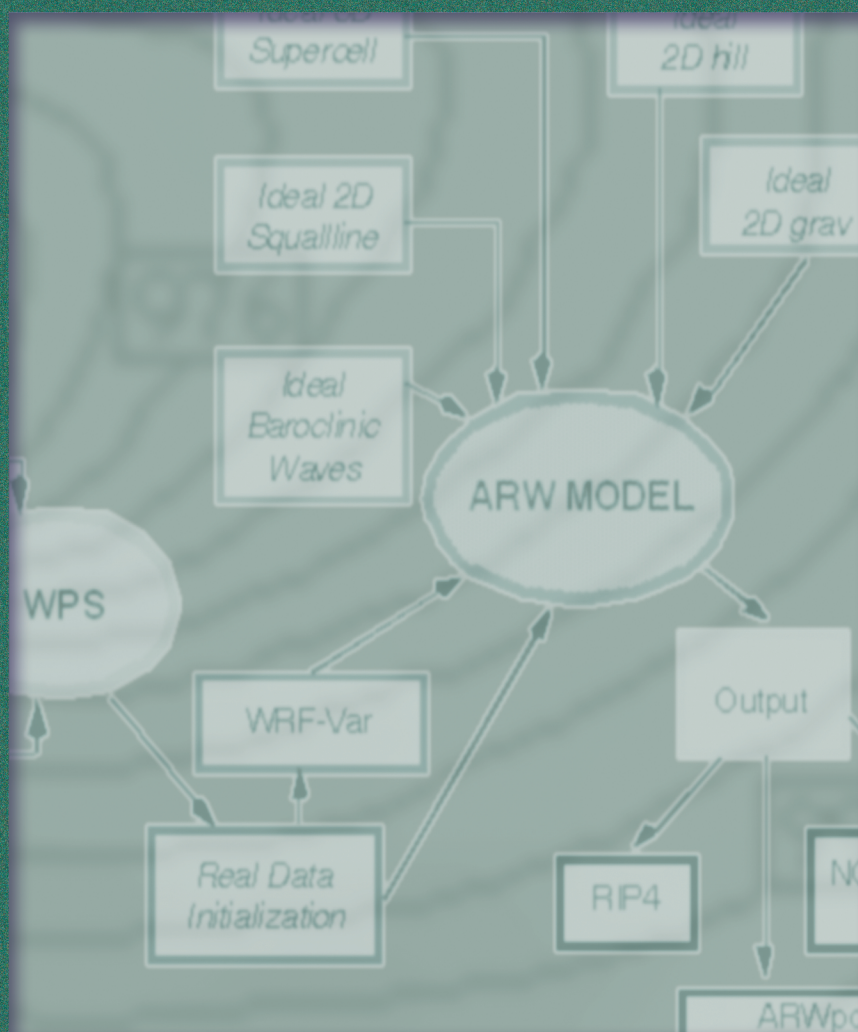 Supercell
Ideal
2D hill
Ideal 2D
Squallline
Ideal
2D grav
976
Ideal
Baroclinic
Waves
ARW MODEL
WPS
WRF-Var
Output
Real Data
Initialization
RIP4